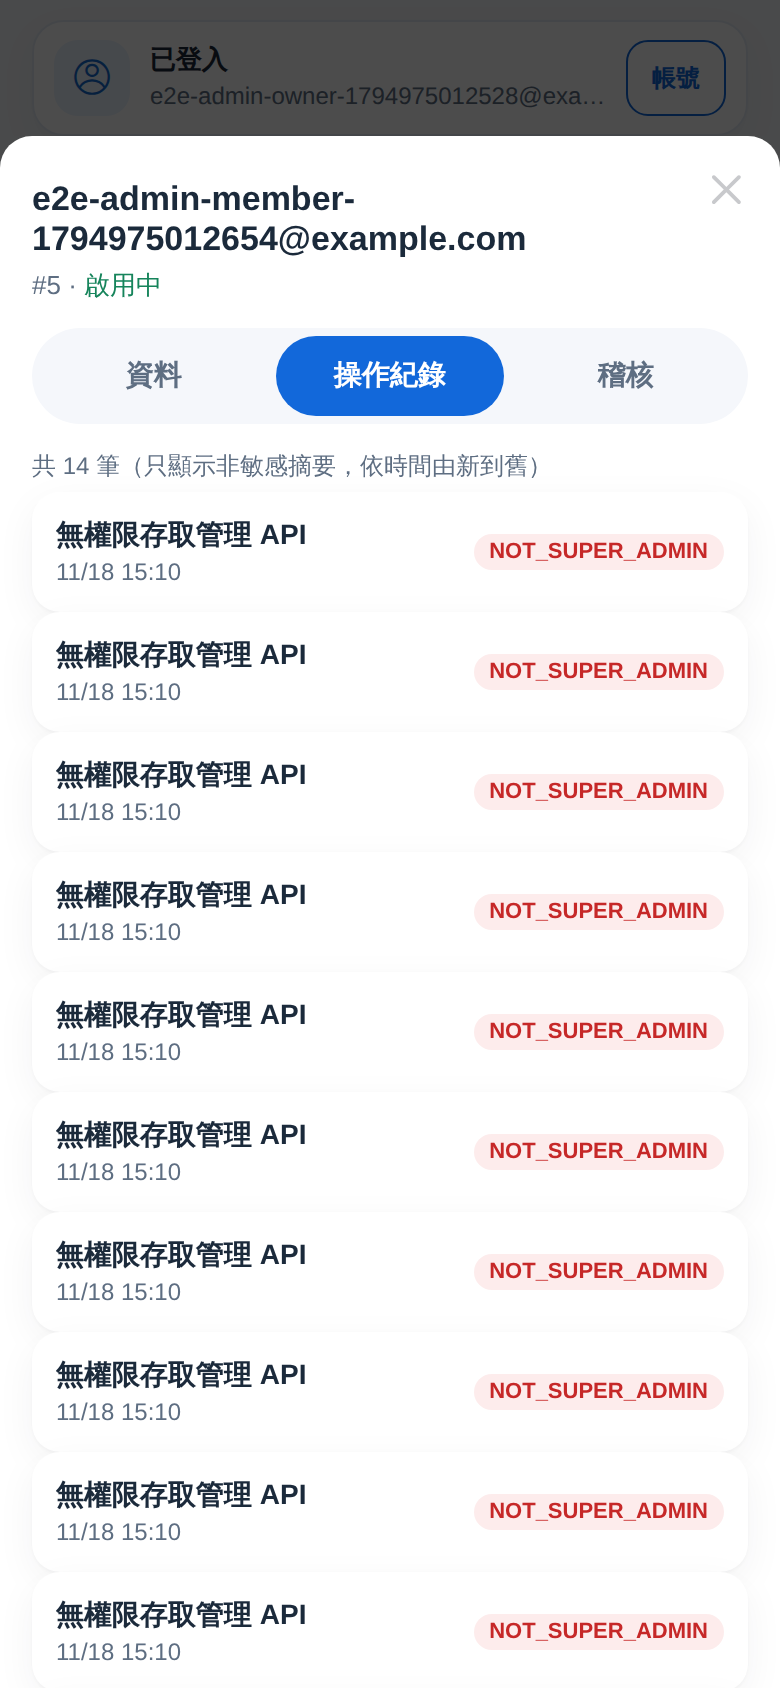 已登入
e2e-admin-owner-1794975012528@exa…
帳號
e2e-admin-member-
1794975012654@example.com
#5 · 啟用中
資料
操作紀錄
稽核
共 14 筆（只顯示非敏感摘要，依時間由新到舊）
無權限存取管理 API
11/18 15:10
NOT_SUPER_ADMIN
無權限存取管理 API
11/18 15:10
NOT_SUPER_ADMIN
無權限存取管理 API
11/18 15:10
NOT_SUPER_ADMIN
無權限存取管理 API
11/18 15:10
NOT_SUPER_ADMIN
無權限存取管理 API
11/18 15:10
NOT_SUPER_ADMIN
無權限存取管理 API
11/18 15:10
NOT_SUPER_ADMIN
無權限存取管理 API
11/18 15:10
NOT_SUPER_ADMIN
無權限存取管理 API
11/18 15:10
NOT_SUPER_ADMIN
無權限存取管理 API
11/18 15:10
NOT_SUPER_ADMIN
無權限存取管理 API
11/18 15:10
NOT_SUPER_ADMIN